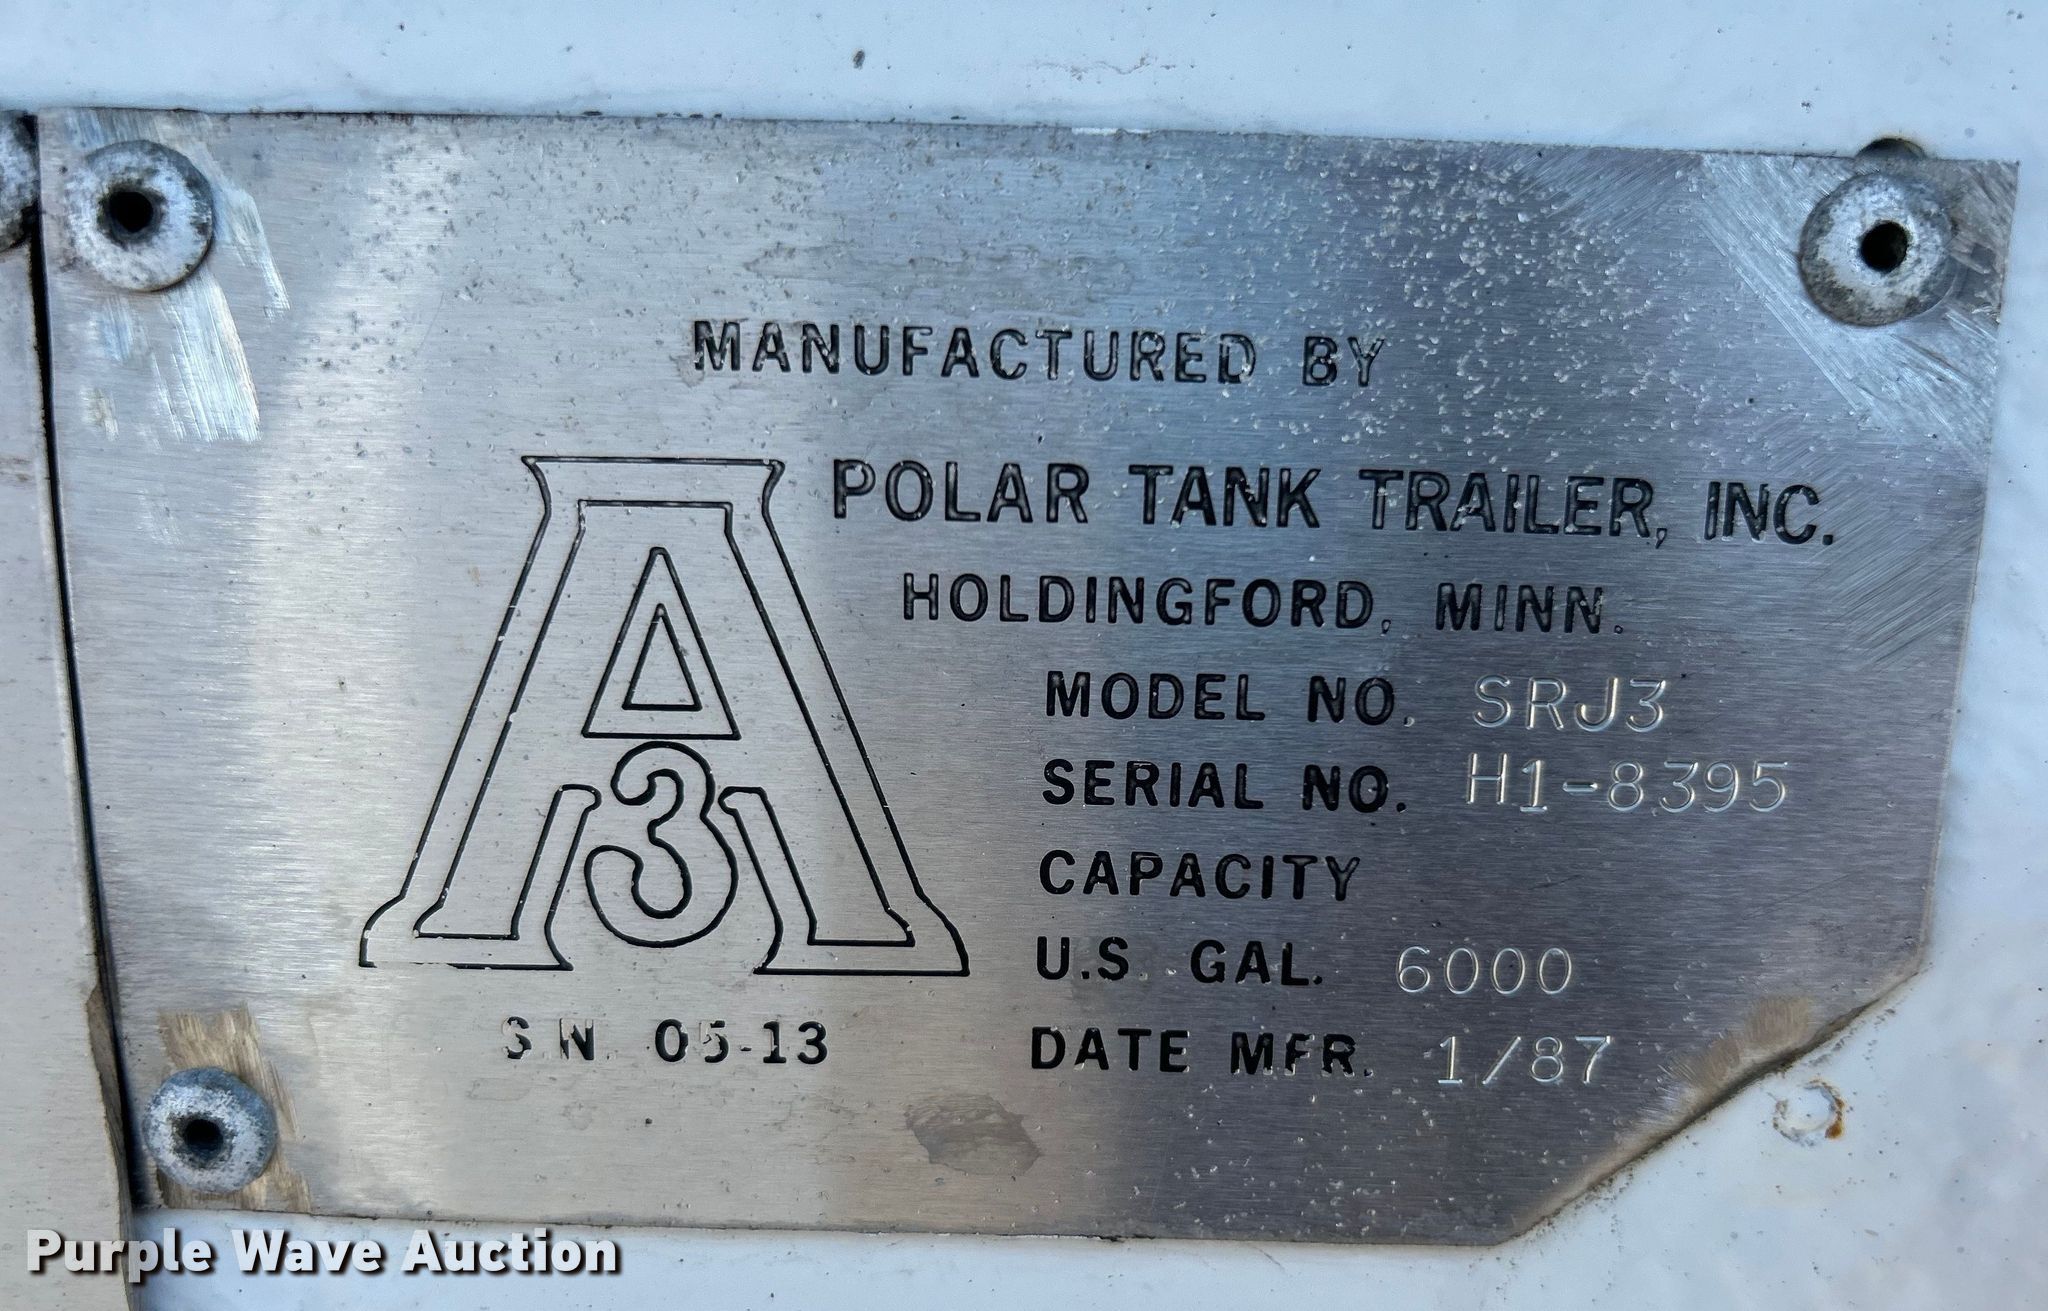 MANUFACTURED BY
POLAR TANK TRAILER, INC.
HOLDINGFORD, MINN.
MODEL NO. SRJ3
SERIAL NO. H1-8395
CAPACITY
U.S. GAL. 6000
DATE MFR. 1/87
A
3
S.N. 05-13
Purple Wave Auction